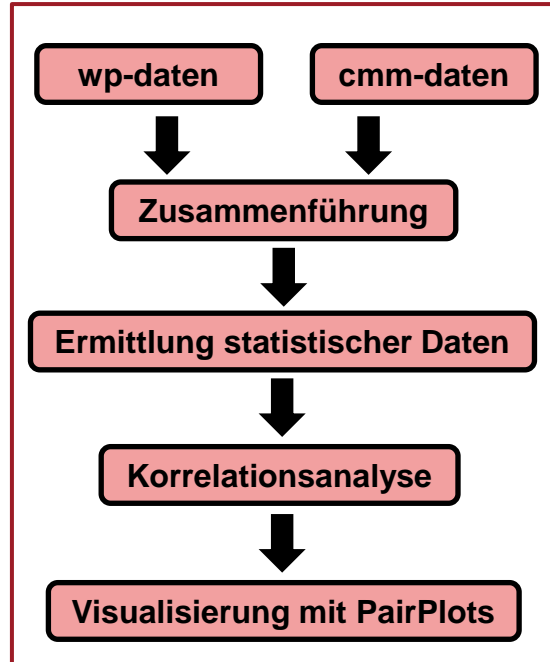 wp-daten
cmm-daten
Zusammenführung
Ermittlung statistischer Daten
Korrelationsanalyse
Visualisierung mit PairPlots